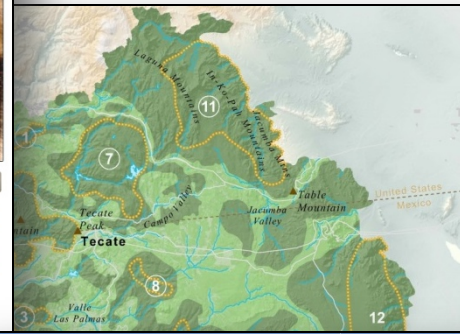 Laguna Mountains
In-Ko-Pah Mountains
Jacumba Mtns
11
1
7
Table
Mountain
United States
Mexico
Campo Valley
Jacumba
Valley
Tecate
Peak
Tecate
ntain
8
3
Valle
Las Palmas
12